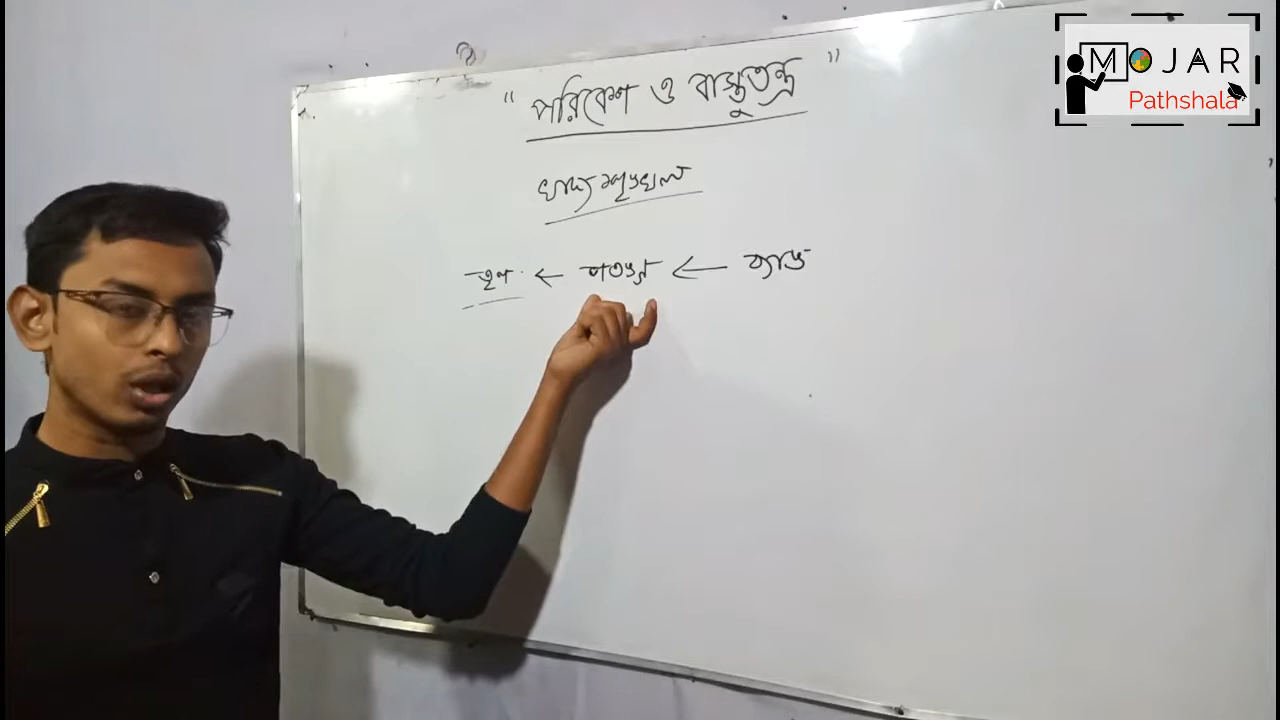 "পরিবেশ ও বাস্তুতন্ত্র"
খাদ্য শৃঙ্খল
তৃণ ← পতঙ্গ ← ব্যাঙ
MOJAR
Pathshala